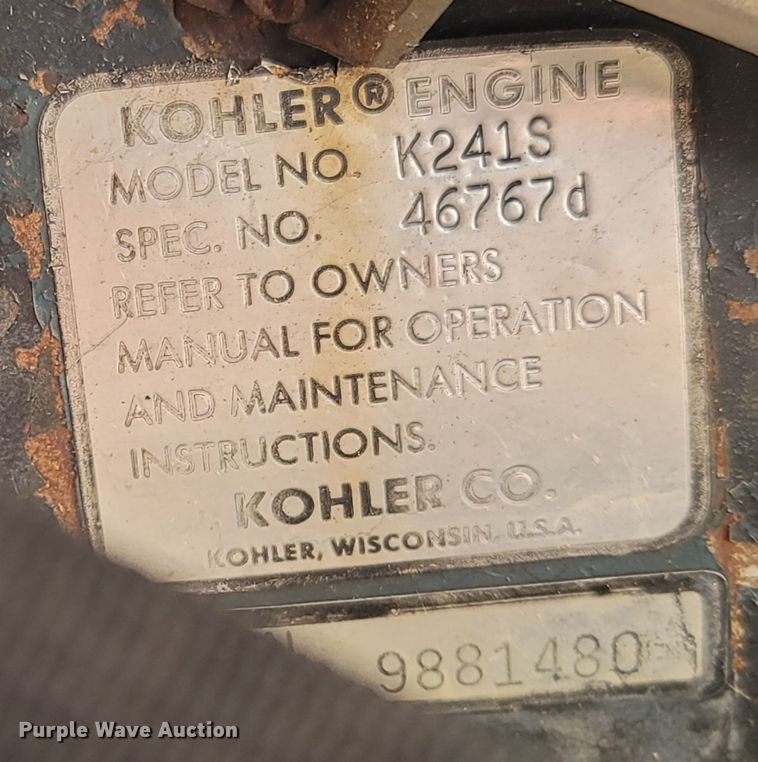 KOHLER® ENGINE
MODEL NO. K241S
SPEC. NO. 46767d
REFER TO OWNERS
MANUAL FOR OPERATION
AND MAINTENANCE
INSTRUCTIONS.
KOHLER CO.
KOHLER, WISCONSIN, U.S.A.
9881480
Purple Wave Auction